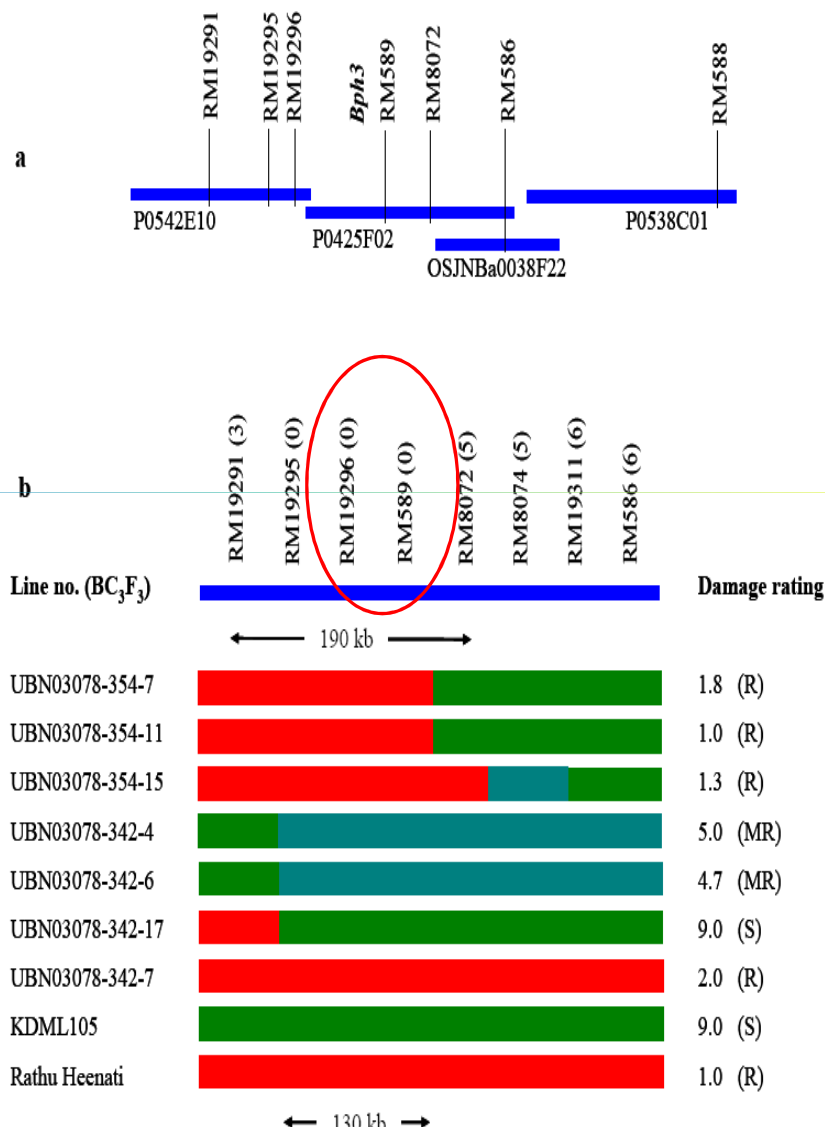 RM19291
RM19295
RM19296
Bph3
RM589
RM8072
RM586
RM588
a
P0542E10
P0425F02
OSJNBa0038F22
P0538C01
b
RM19291 (3)
RM19295 (0)
RM19296 (0)
RM589 (0)
RM8072 (5)
RM8074 (5)
RM19311 (6)
RM586 (6)
Line no. (BC3F3) Damage rating
190 kb
UBN03078-354-7 1.8 (R)
UBN03078-354-11 1.0 (R)
UBN03078-354-15 1.3 (R)
UBN03078-342-4 5.0 (MR)
UBN03078-342-6 4.7 (MR)
UBN03078-342-17 9.0 (S)
UBN03078-342-7 2.0 (R)
KDML105 9.0 (S)
Rathu Heenati 1.0 (R)
130 kb